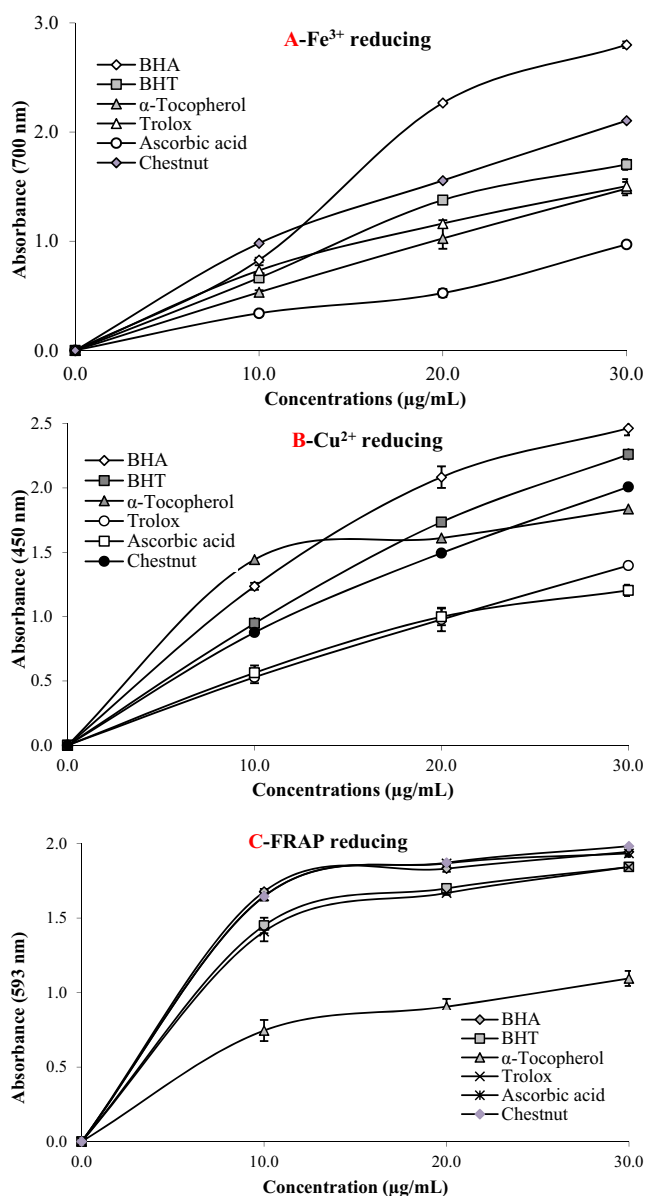 A-Fe³⁺ reducing
BHA
BHT
α-Tocopherol
Trolox
Ascorbic acid
Chestnut
Absorbance (700 nm)
3.0
2.0
1.0
0.0
0.0 10.0 20.0 30.0
Concentrations (µg/mL)
B-Cu²⁺ reducing
BHA
BHT
α-Tocopherol
Trolox
Ascorbic acid
Chestnut
Absorbance (450 nm)
2.5
2.0
1.5
1.0
0.5
0.0
0.0 10.0 20.0 30.0
Concentrations (µg/mL)
C-FRAP reducing
Absorbance (593 nm)
2.0
1.5
1.0
0.5
0.0
BHA
BHT
α-Tocopherol
Trolox
Ascorbic acid
Chestnut
0.0 10.0 20.0 30.0
Concentration (µg/mL)